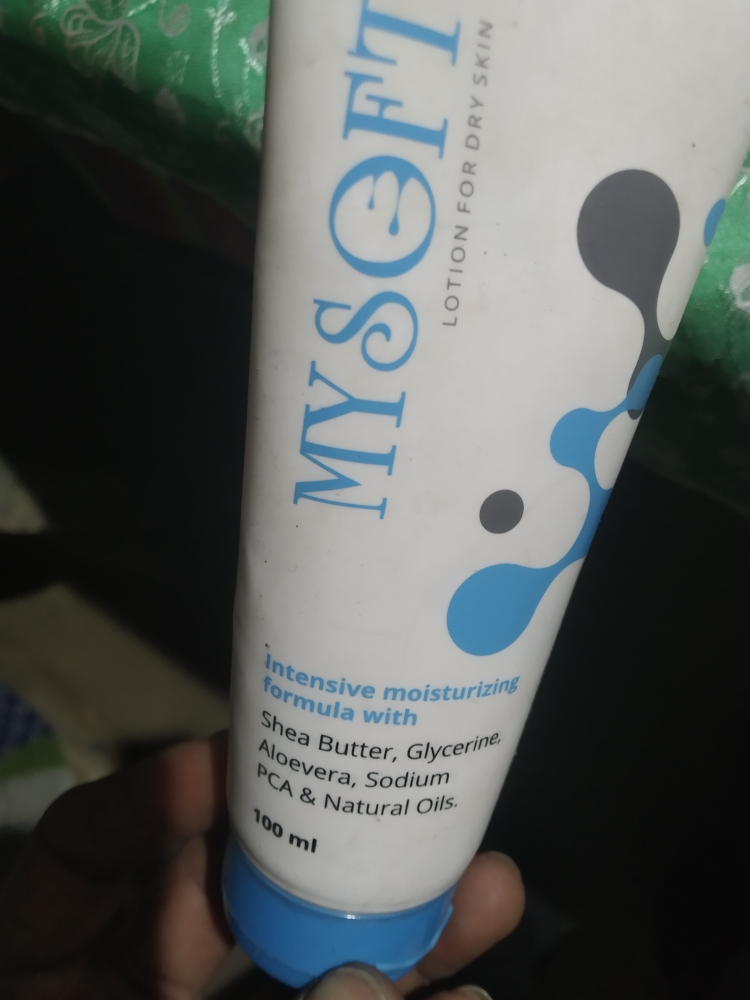 MYSOFT
LOTION FOR DRY SKIN
Intensive moisturizing
formula with
Shea Butter, Glycerine,
Aloevera, Sodium
PCA & Natural Oils.
100 ml